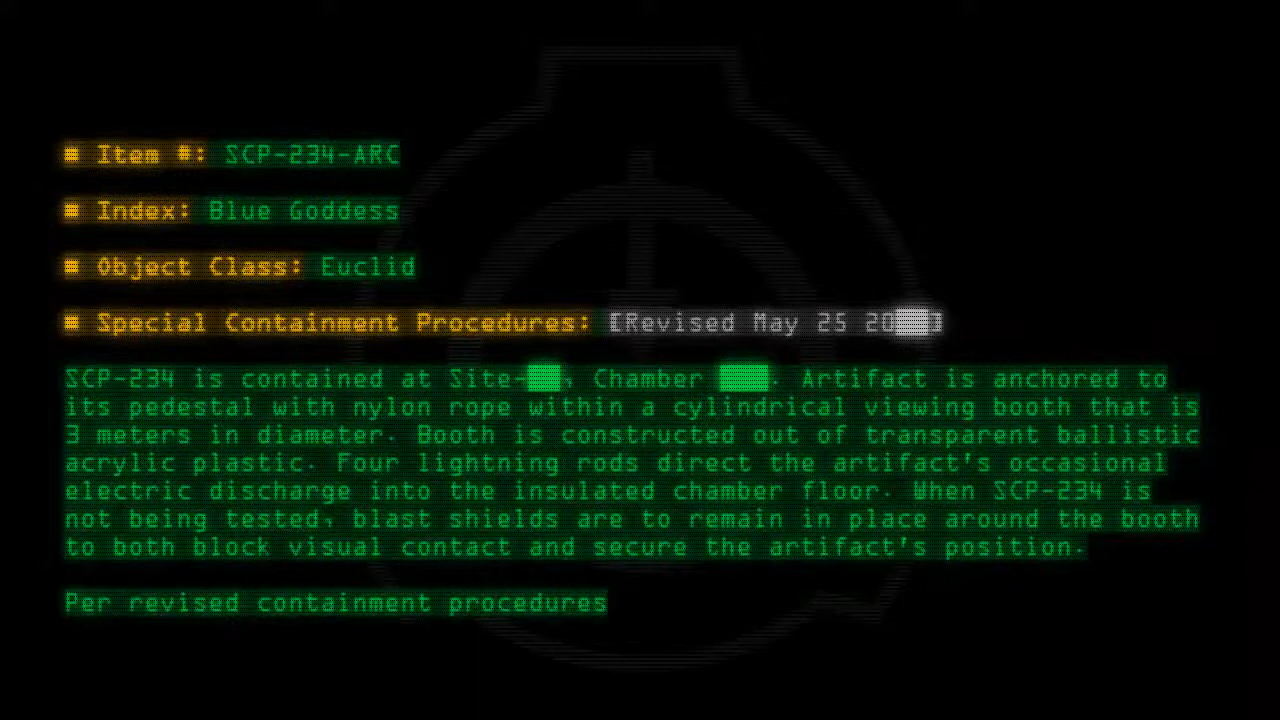 ■ Item #: SCP-234-ARC
■ Index: Blue Goddess
■ Object Class: Euclid
■ Special Containment Procedures: [Revised May 25 20██]
SCP-234 is contained at Site-██, Chamber ███. Artifact is anchored to
its pedestal with nylon rope within a cylindrical viewing booth that is
3 meters in diameter. Booth is constructed out of transparent ballistic
acrylic plastic. Four lightning rods direct the artifact's occasional
electric discharge into the insulated chamber floor. When SCP-234 is
not being tested, blast shields are to remain in place around the booth
to both block visual contact and secure the artifact's position.
Per revised containment procedures